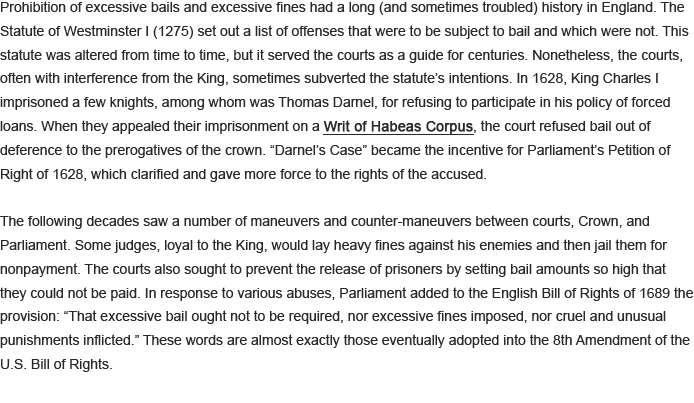 Prohibition of excessive bails and excessive fines had a long (and sometimes troubled) history in England. The
Statute of Westminster I (1275) set out a list of offenses that were to be subject to bail and which were not. This
statute was altered from time to time, but it served the courts as a guide for centuries. Nonetheless, the courts,
often with interference from the King, sometimes subverted the statute’s intentions. In 1628, King Charles I
imprisoned a few knights, among whom was Thomas Darnel, for refusing to participate in his policy of forced
loans. When they appealed their imprisonment on a Writ of Habeas Corpus, the court refused bail out of
deference to the prerogatives of the crown. “Darnel’s Case” became the incentive for Parliament’s Petition of
Right of 1628, which clarified and gave more force to the rights of the accused.
The following decades saw a number of maneuvers and counter-maneuvers between courts, Crown, and
Parliament. Some judges, loyal to the King, would lay heavy fines against his enemies and then jail them for
nonpayment. The courts also sought to prevent the release of prisoners by setting bail amounts so high that
they could not be paid. In response to various abuses, Parliament added to the English Bill of Rights of 1689 the
provision: “That excessive bail ought not to be required, nor excessive fines imposed, nor cruel and unusual
punishments inflicted.” These words are almost exactly those eventually adopted into the 8th Amendment of the
U.S. Bill of Rights.